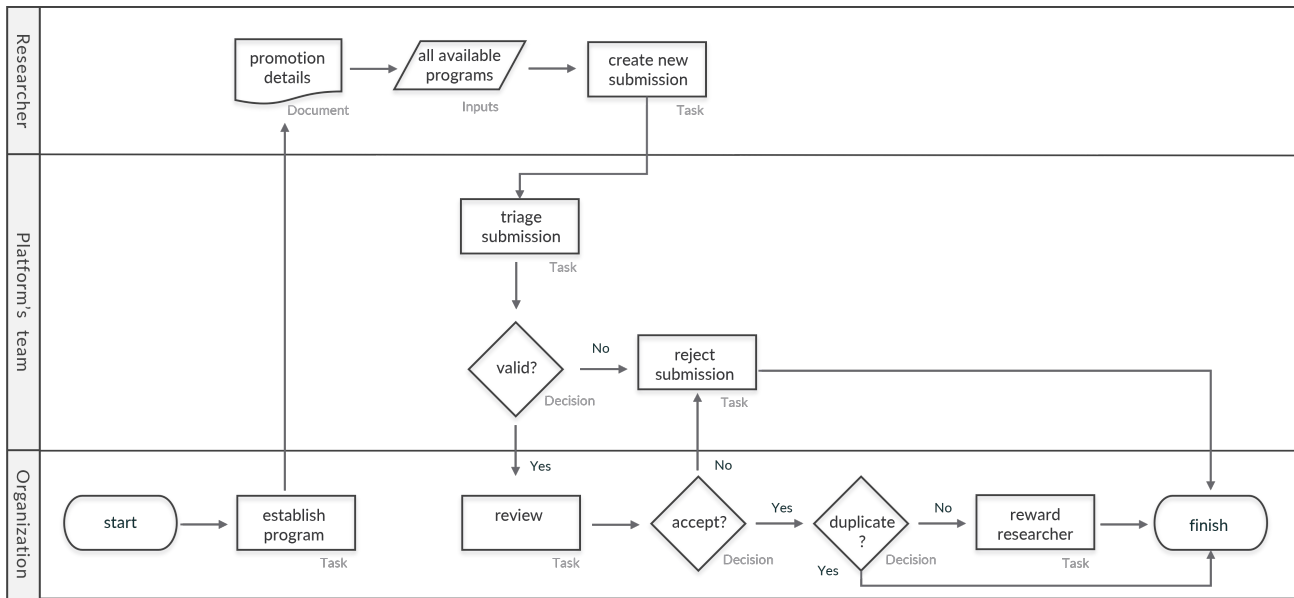 Researcher
promotion
details
Document
all available
programs
Inputs
create new
submission
Task
Platform's team
triage
submission
Task
valid?
Decision
No
reject
submission
Task
Yes
Organization
start
establish
program
Task
review
Task
accept?
Decision
No
Yes
duplicate
?
Decision
Yes
No
reward
researcher
Task
finish